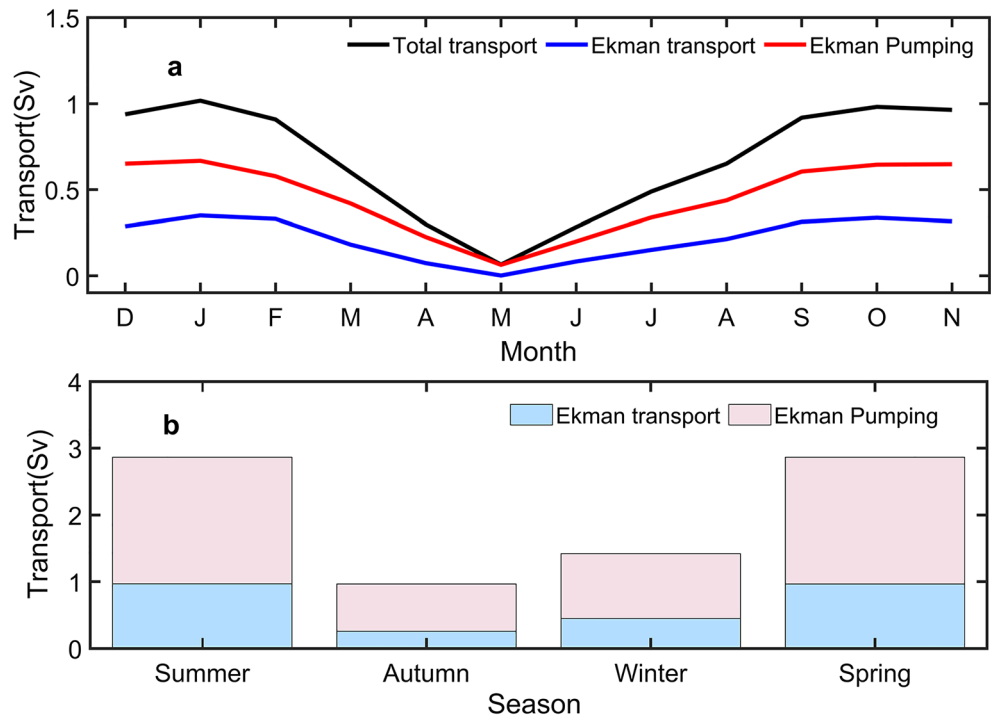 1.5
a
Total transport Ekman transport Ekman Pumping
1
0.5
0
Transport(Sv)
D J F M A M J J A S O N
Month
4
b
Ekman transport Ekman Pumping
3
2
1
0
Transport(Sv)
Summer Autumn Winter Spring
Season